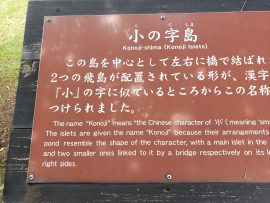 こ じ しま
小の字島
Konoji-shima (Konoji Islets)
この島を中心として左右に橋で結ばれ
2つの飛島が配置されている形が、漢字
「小」の字に似ているところからこの名称
つけられました。
The name "Konoji" means "the Chinese character of '小' ( meaning 'sma
The islets are given the name "Konoji" because their arrangements
pond resemble the shape of the character, with a main islet in the
and two smaller ones linked to it by a bridge respectively on its le
right sides.